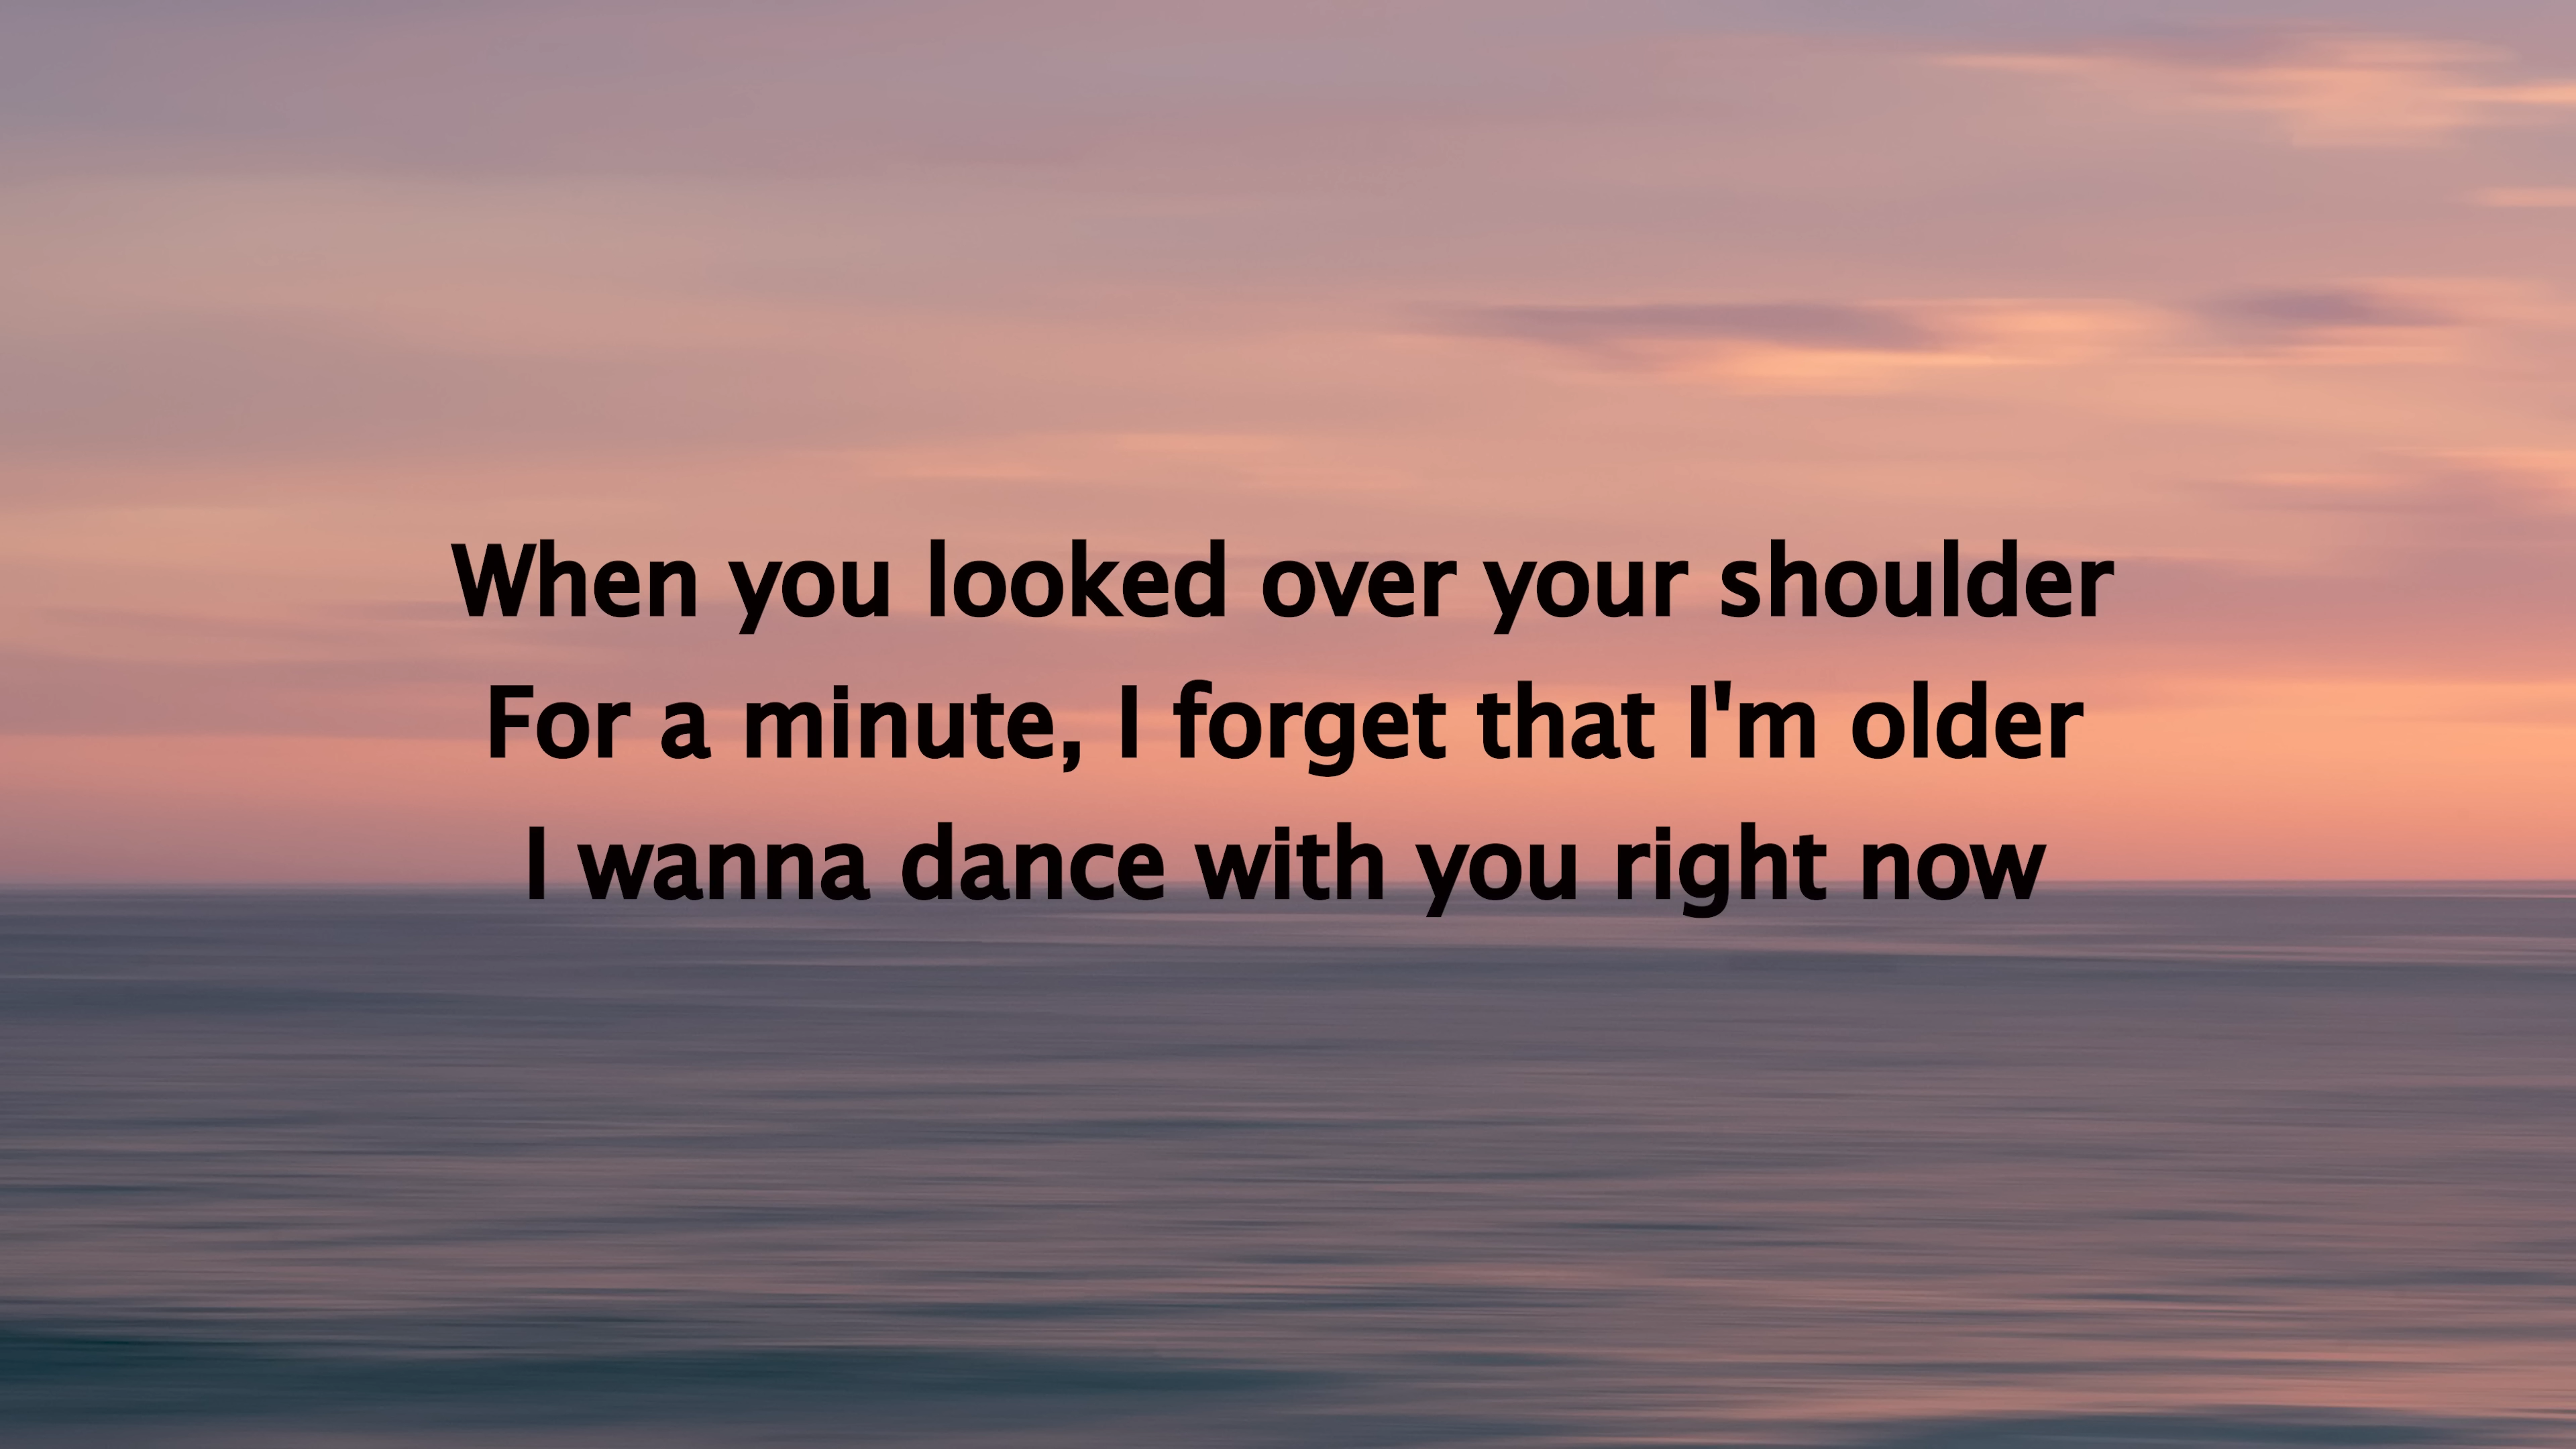 When you looked over your shoulder
For a minute, I forget that I'm older
I wanna dance with you right now